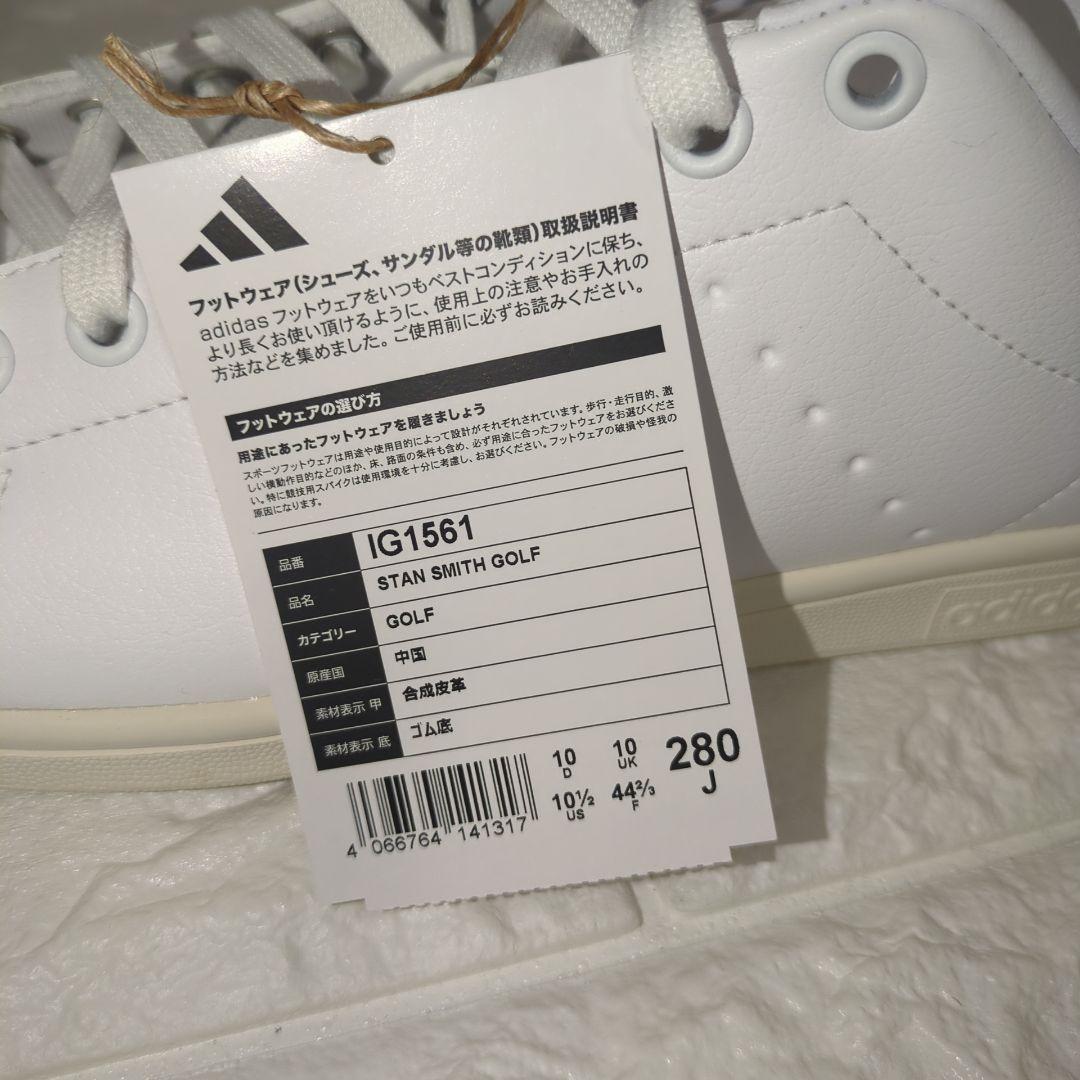 フットウェア(シューズ、サンダル等の靴類)取扱説明書
adidas フットウェアをいつもベストコンディションに保ち、
より長くお使い頂けるように、使用上の注意やお手入れの
方法などを集めました。ご使用前に必ずお読みください。
フットウェアの選び方
用途にあったフットウェアを履きましょう
スポーツフットウェアは用途や使用目的によって設計がそれぞれされています。歩行・走行目的、激
しい横動作目的などのほか、床、路面の条件も含め、必ず用途に合ったフットウェアをお選びくださ
い。特に競技用スパイクは使用環境を十分に考慮し、お選びください。フットウェアの破損や怪我の
原因になります。
品番 IG1561
品名 STAN SMITH GOLF
カテゴリー GOLF
原産国 中国
素材表示 甲 合成皮革
素材表示 底 ゴム底
10 D 10 UK 280 J
10½ US 44⅔ F
4 066764 141317
adidas